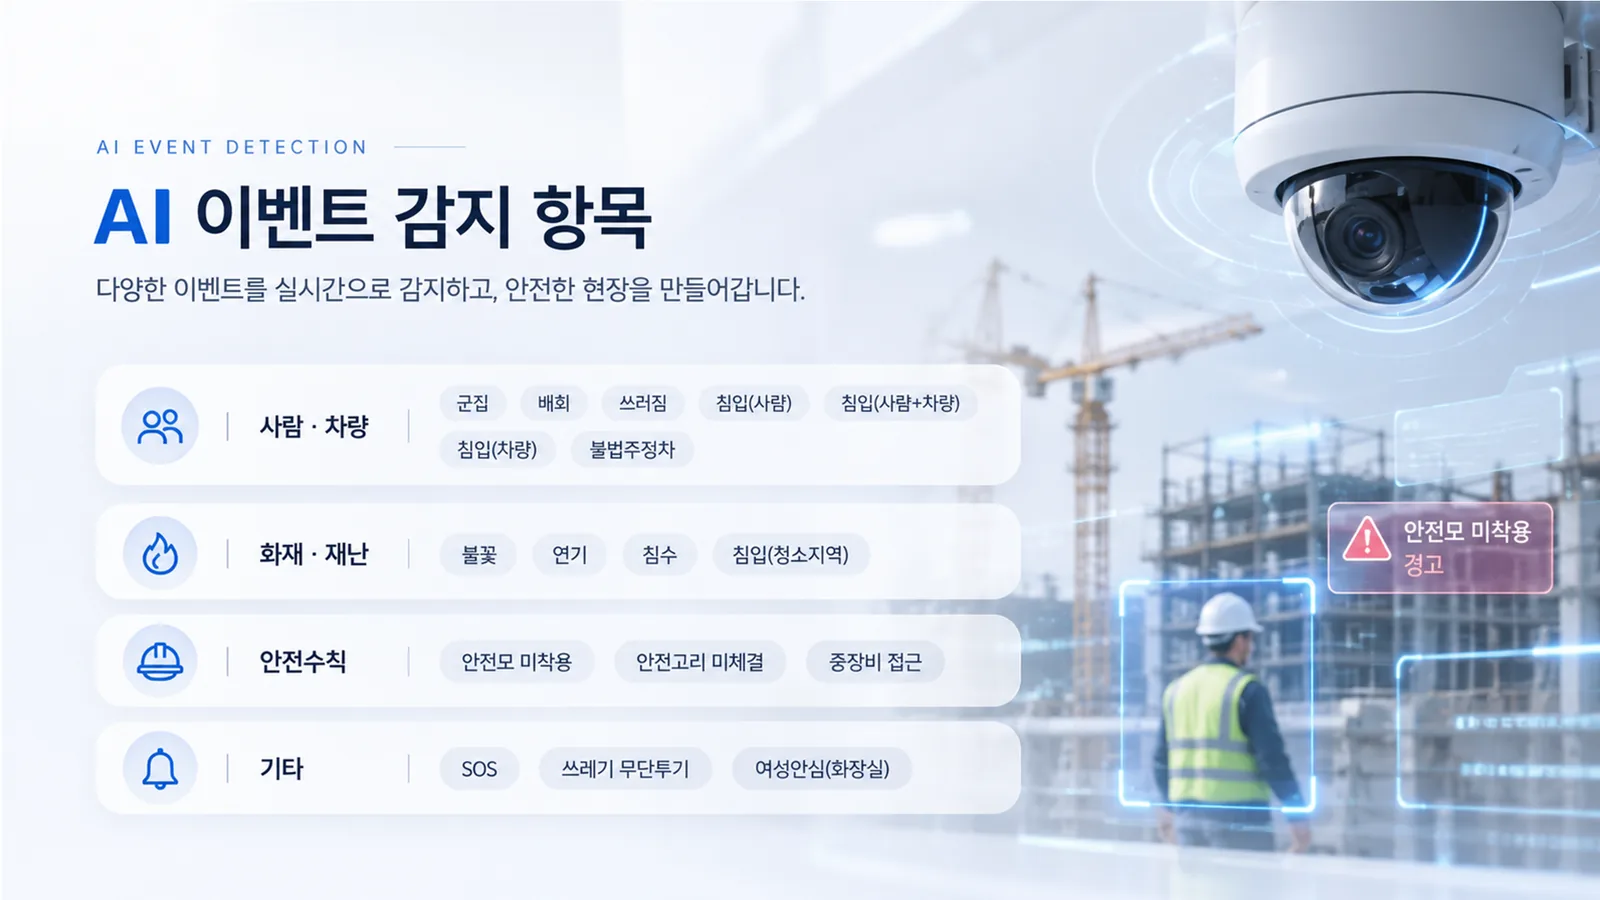 AI EVENT DETECTION
AI 이벤트 감지 항목
다양한 이벤트를 실시간으로 감지하고, 안전한 현장을 만들어갑니다.
사람 · 차량
군집 배회 쓰러짐 침입(사람) 침입(사람+차량)
침입(차량) 불법주정차
화재 · 재난
불꽃 연기 침수 침입(청소지역)
안전수칙
안전모 미착용 안전고리 미체결 중장비 접근
기타
SOS 쓰레기 무단투기 여성안심(화장실)
안전모 미착용
경고